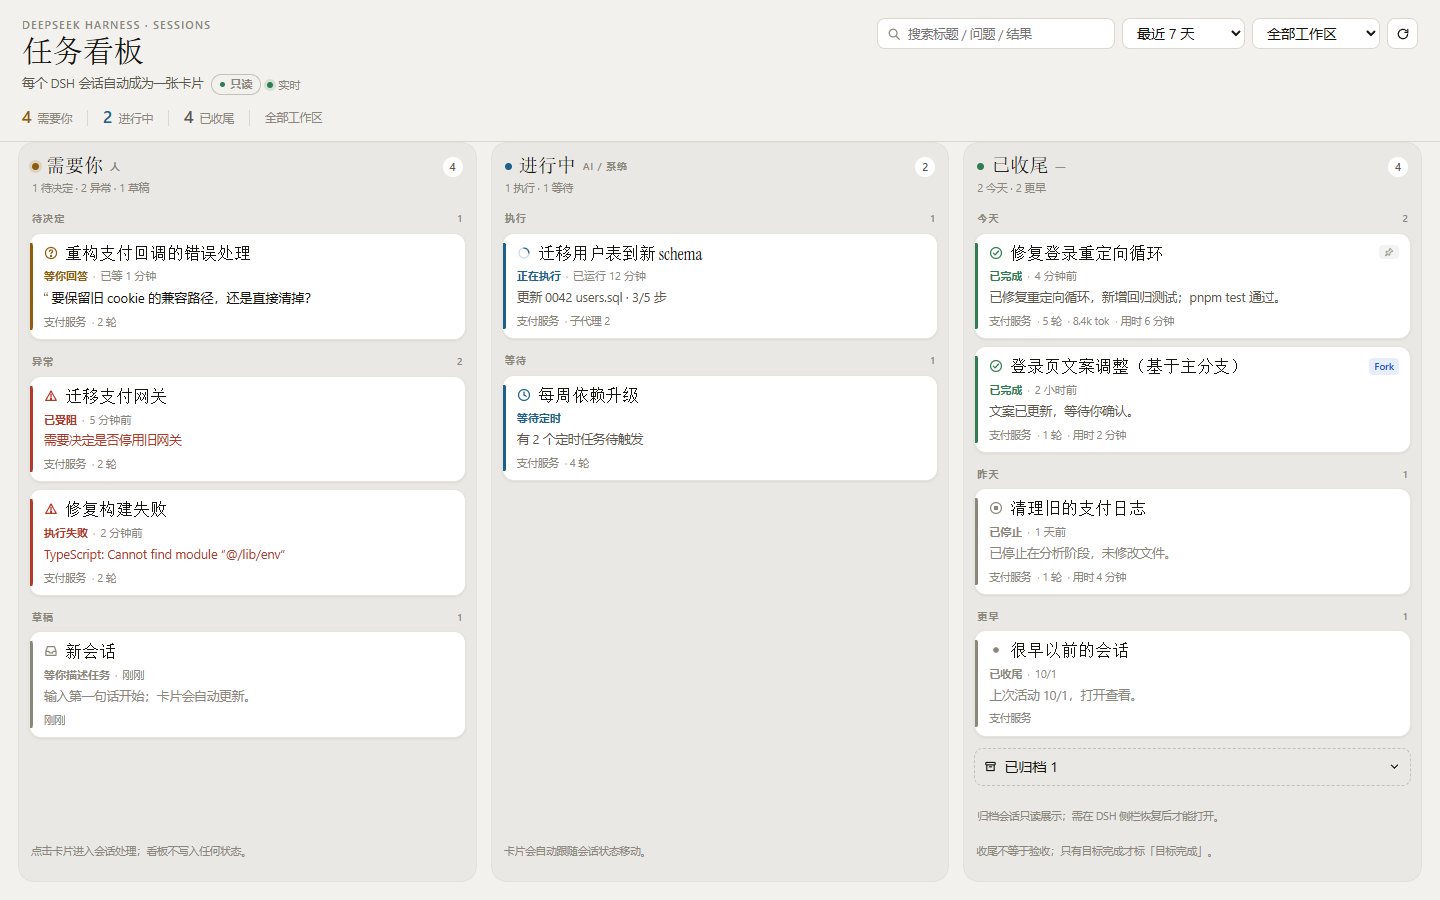 DEEPSEEK HARNESS · SESSIONS
任务看板
每个 DSH 会话自动成为一张卡片 只读 实时
搜索标题 / 问题 / 结果
最近 7 天
全部工作区
4 需要你 2 进行中 4 已收尾 全部工作区
需要你 人 4
1 待决定 · 2 异常 · 1 草稿
待决定 1
重构支付回调的错误处理
等你回答 · 已等 1 分钟
“ 要保留旧 cookie 的兼容路径，还是直接清掉？
支付服务 · 2 轮
异常 2
迁移支付网关
已受阻 · 5 分钟前
需要决定是否停用旧网关
支付服务 · 2 轮
修复构建失败
执行失败 · 2 分钟前
TypeScript: Cannot find module “@/lib/env”
支付服务 · 2 轮
草稿 1
新会话
等你描述任务 · 刚刚
输入第一句话开始；卡片会自动更新。
刚刚
点击卡片进入会话处理；看板不写入任何状态。
进行中 AI / 系统 2
1 执行 · 1 等待
执行 1
迁移用户表到新 schema
正在执行 · 已运行 12 分钟
更新 0042 users.sql · 3/5 步
支付服务 · 子代理 2
等待 1
每周依赖升级
等待定时
有 2 个定时任务待触发
支付服务 · 4 轮
卡片会自动跟随会话状态移动。
已收尾 — 4
2 今天 · 2 更早
今天 2
修复登录重定向循环
已完成 · 4 分钟前
已修复重定向循环，新增回归测试；pnpm test 通过。
支付服务 · 5 轮 · 8.4k tok · 用时 6 分钟
登录页文案调整（基于主分支） Fork
已完成 · 2 小时前
文案已更新，等待你确认。
支付服务 · 1 轮 · 用时 2 分钟
昨天 1
清理旧的支付日志
已停止 · 1 天前
已停止在分析阶段，未修改文件。
支付服务 · 1 轮 · 用时 4 分钟
更早 1
很早以前的会话
已收尾 · 10/1
上次活动 10/1，打开查看。
支付服务
已归档 1
归档会话只读展示；需在 DSH 侧栏恢复后才能打开。
收尾不等于验收；只有目标完成才标「目标完成」。